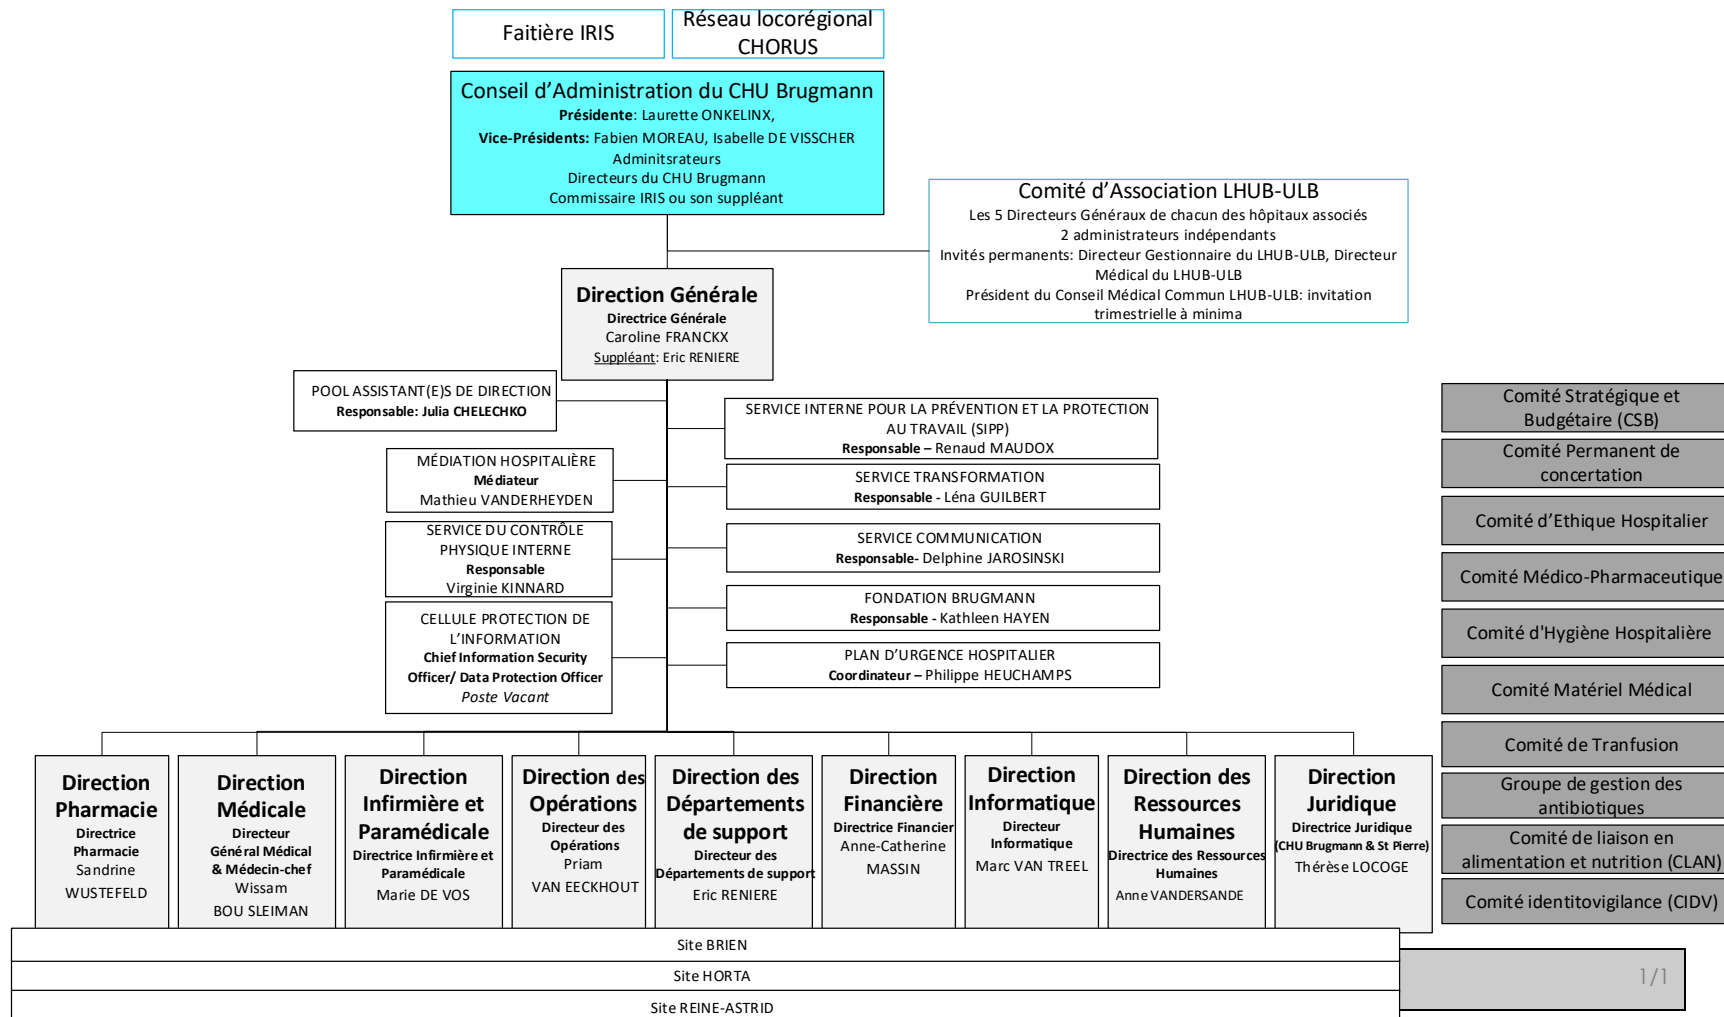 Faitière IRIS
Réseau locorégional
CHORUS
Conseil d'Administration du CHU Brugmann
Présidente: Laurette ONKELINX,
Vice-Présidents: Fabien MOREAU, Isabelle DE VISSCHER
Adminitsrateurs
Directeurs du CHU Brugmann
Commissaire IRIS ou son suppléant
Comité d'Association LHUB-ULB
Les 5 Directeurs Généraux de chacun des hôpitaux associés
2 administrateurs indépendants
Invités permanents: Directeur Gestionnaire du LHUB-ULB, Directeur
Médical du LHUB-ULB
Président du Conseil Médical Commun LHUB-ULB: invitation
trimestrielle à minima
Direction Générale
Directrice Générale
Caroline FRANCKX
Suppléant: Eric RENIERE
POOL ASSISTANT(E)S DE DIRECTION
Responsable: Julia CHELECHKO
MÉDIATION HOSPITALIÈRE
Médiateur
Mathieu VANDERHEYDEN
SERVICE DU CONTRÔLE
PHYSIQUE INTERNE
Responsable
Virginie KINNARD
CELLULE PROTECTION DE
L'INFORMATION
Chief Information Security
Officer/ Data Protection Officer
Poste Vacant
SERVICE INTERNE POUR LA PRÉVENTION ET LA PROTECTION
AU TRAVAIL (SIPP)
Responsable – Renaud MAUDOX
SERVICE TRANSFORMATION
Responsable - Léna GUILBERT
SERVICE COMMUNICATION
Responsable- Delphine JAROSINSKI
FONDATION BRUGMANN
Responsable - Kathleen HAYEN
PLAN D'URGENCE HOSPITALIER
Coordinateur – Philippe HEUCHAMPS
Comité Stratégique et
Budgétaire (CSB)
Comité Permanent de
concertation
Comité d'Ethique Hospitalier
Comité Médico-Pharmaceutique
Comité d'Hygiène Hospitalière
Comité Matériel Médical
Comité de Tranfusion
Groupe de gestion des
antibiotiques
Comité de liaison en
alimentation et nutrition (CLAN)
Comité identitovigilance (CIDV)
Direction
Pharmacie
Directrice
Pharmacie
Sandrine
WUSTEFELD
Direction
Médicale
Directeur
Général Médical
& Médecin-chef
Wissam
BOU SLEIMAN
Direction
Infirmière et
Paramédicale
Directrice Infirmière et
Paramédicale
Marie DE VOS
Direction des
Opérations
Directeur des
Opérations
Priam
VAN EECKHOUT
Direction des
Départements
de support
Directeur des
Départements de support
Eric RENIERE
Direction
Financière
Directrice Financier
Anne-Catherine
MASSIN
Direction
Informatique
Directeur
Informatique
Marc VAN TREEL
Direction des
Ressources
Humaines
Directrice des Ressources
Humaines
Anne VANDERSANDE
Direction
Juridique
Directrice Juridique
(CHU Brugmann & St Pierre)
Thérèse LOCOGE
Site BRIEN
Site HORTA
Site REINE-ASTRID
1/1